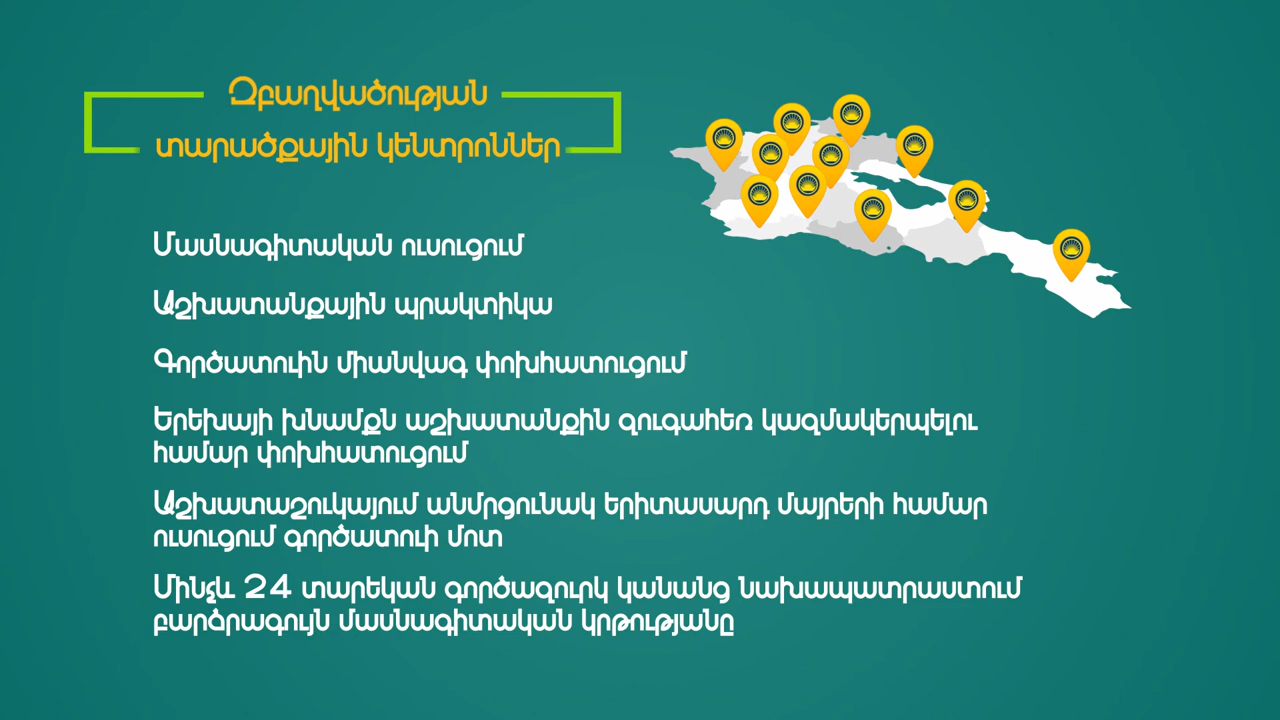 Զբաղվածության
տարածքային կենտրոններ
Մասնագիտական ուսուցում
Աշխատանքային պրակտիկա
Գործատուին միանվագ փոխհատուցում
Երեխայի խնամքն աշխատանքին զուգահեռ կազմակերպելու
համար փոխհատուցում
Աշխատաշուկայում անմրցունակ երիտասարդ մայրերի համար
ուսուցում գործատուի մոտ
Մինչև 24 տարեկան գործազուրկ կանանց նախապատրաստում
բարձրագույն մասնագիտական կրթությանը